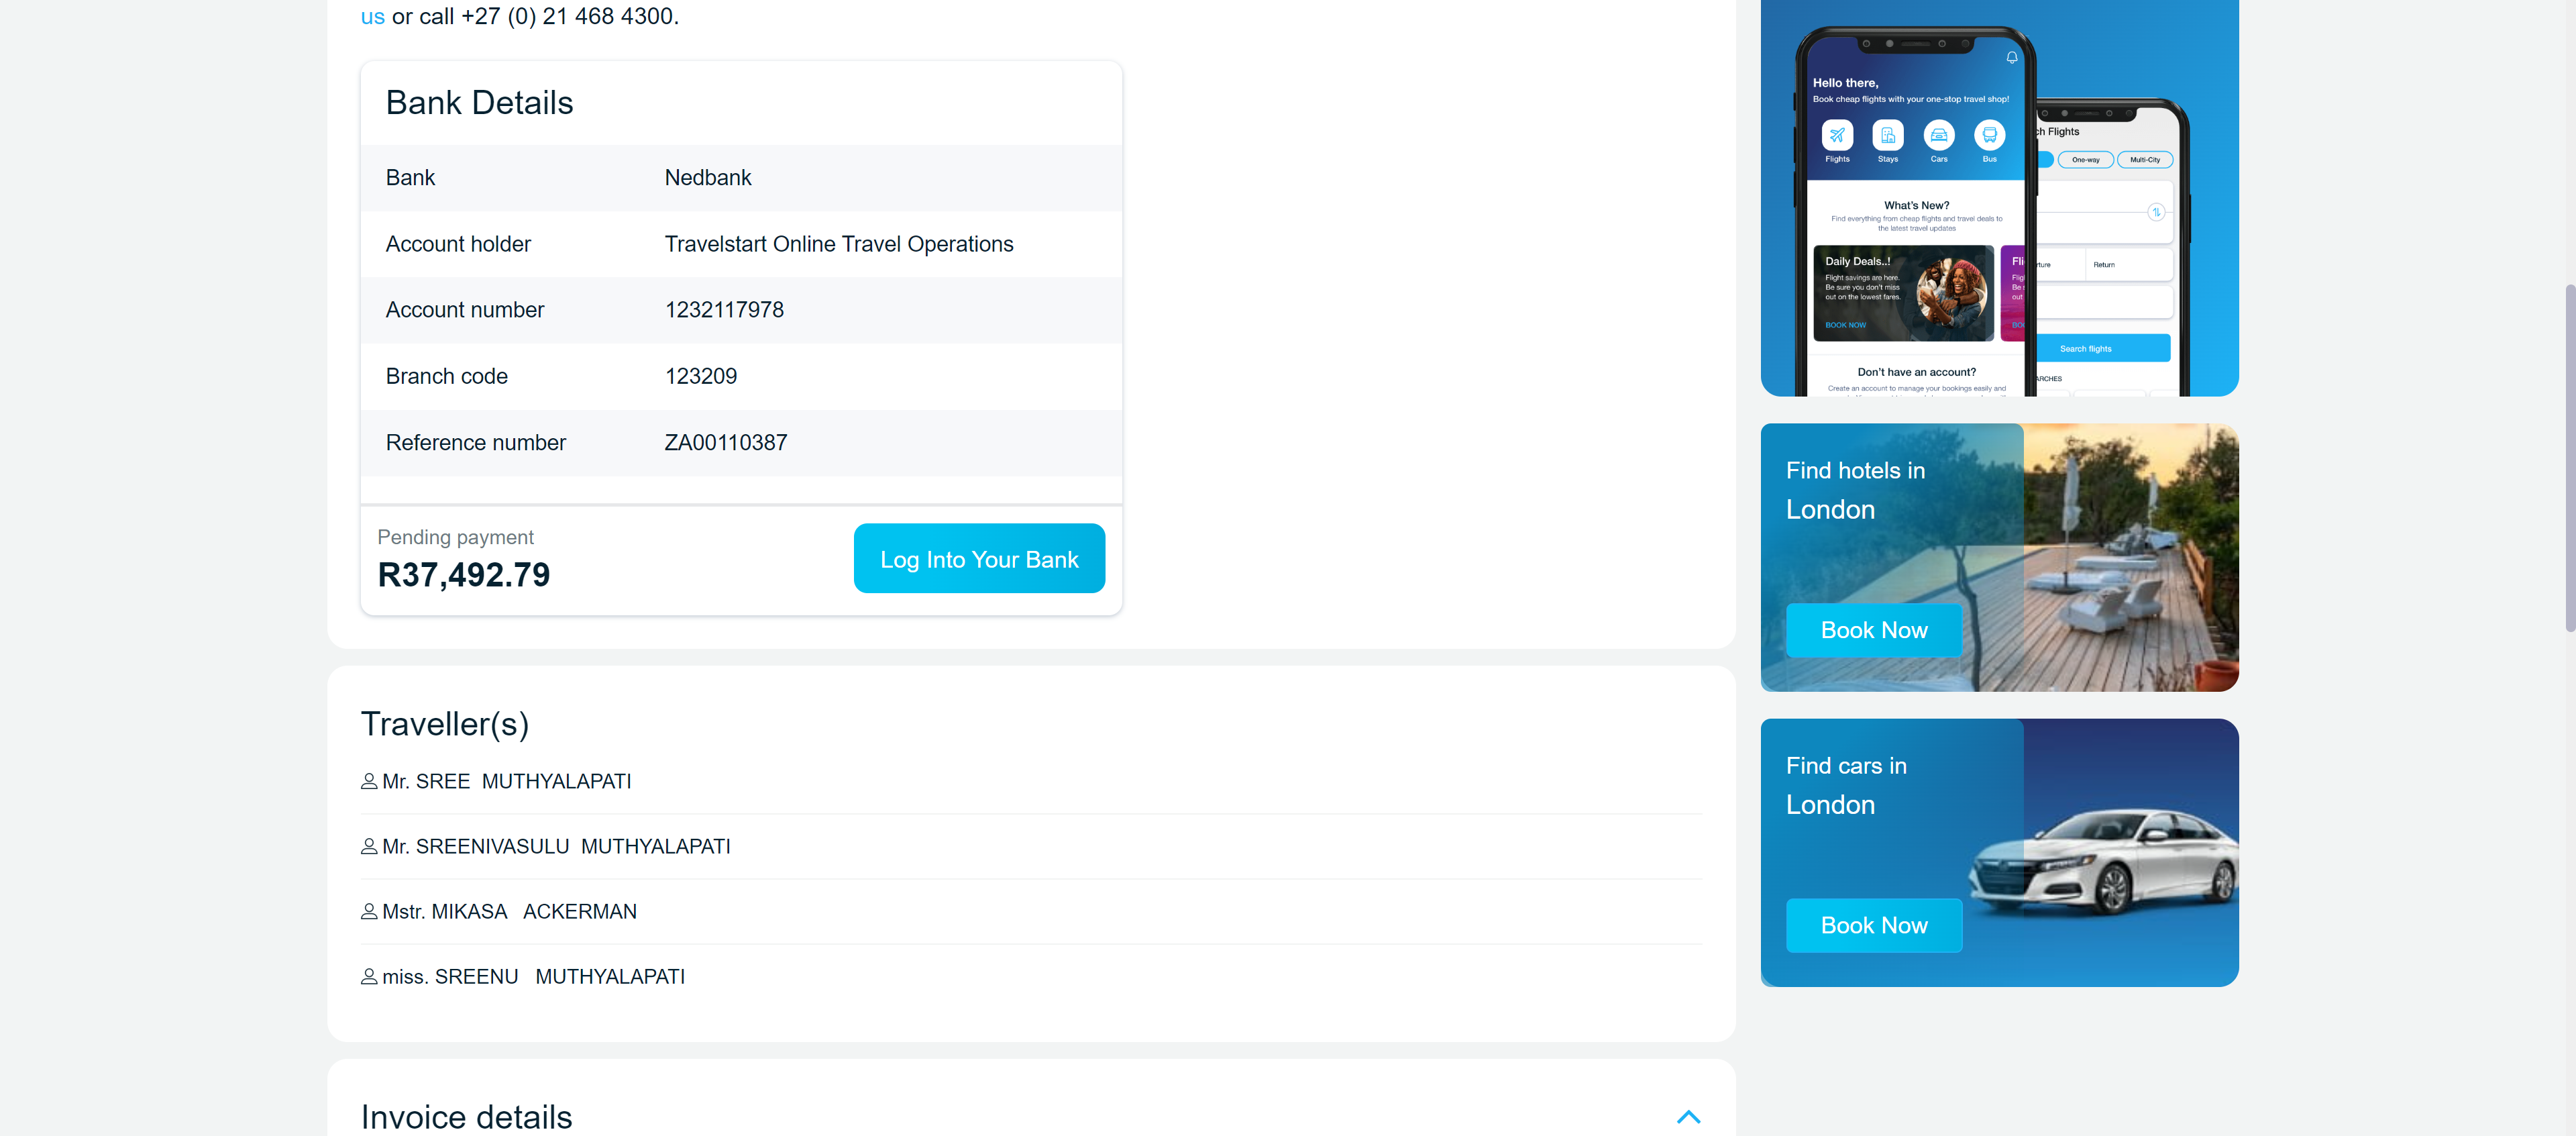 us or call +27 (0) 21 468 4300.
Bank Details
Bank Nedbank
Account holder Travelstart Online Travel Operations
Account number 1232117978
Branch code 123209
Reference number ZA00110387
Pending payment
R37,492.79
Log Into Your Bank
Traveller(s)
Mr. SREE MUTHYALAPATI
Mr. SREENIVASULU MUTHYALAPATI
Mstr. MIKASA ACKERMAN
miss. SREENU MUTHYALAPATI
Invoice details
Hello there,
Book cheap flights with your one-stop travel shop!
Flights Stays Cars Bus
What's New?
Find everything from cheap flights and travel deals to
the latest travel updates
Daily Deals..!
Flight savings are here.
Be sure you don't miss
out on the lowest fares.
BOOK NOW
Don't have an account?
Create an account to manage your bookings easily and
Flights
One-way Multi-City
Return
Search flights
Find hotels in
London
Book Now
Find cars in
London
Book Now